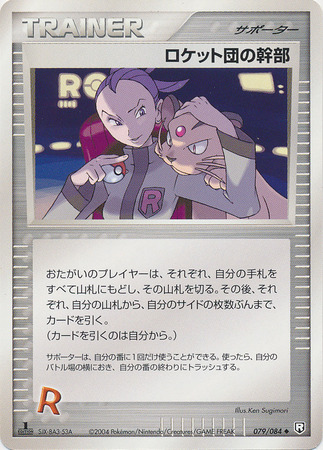 TRAINER
サポーター
ロケット団の幹部
RO
R
おたがいのプレイヤーは、それぞれ、自分の手札を
すべて山札にもどし、その山札を切る。その後、それ
ぞれ、自分の山札から、自分のサイドの枚数ぶんまで、
カードを引く。
(カードを引くのは自分から。)
サポーターは、自分の番に1回だけ使うことができる。使ったら、自分の
バトル場の横におき、自分の番の終わりにトラッシュする。
R
Illus.Ken Sugimori
1
SJX-8A3-53A
©2004 Pokémon/Nintendo/Creatures/GAME FREAK
079/084 ◆
R